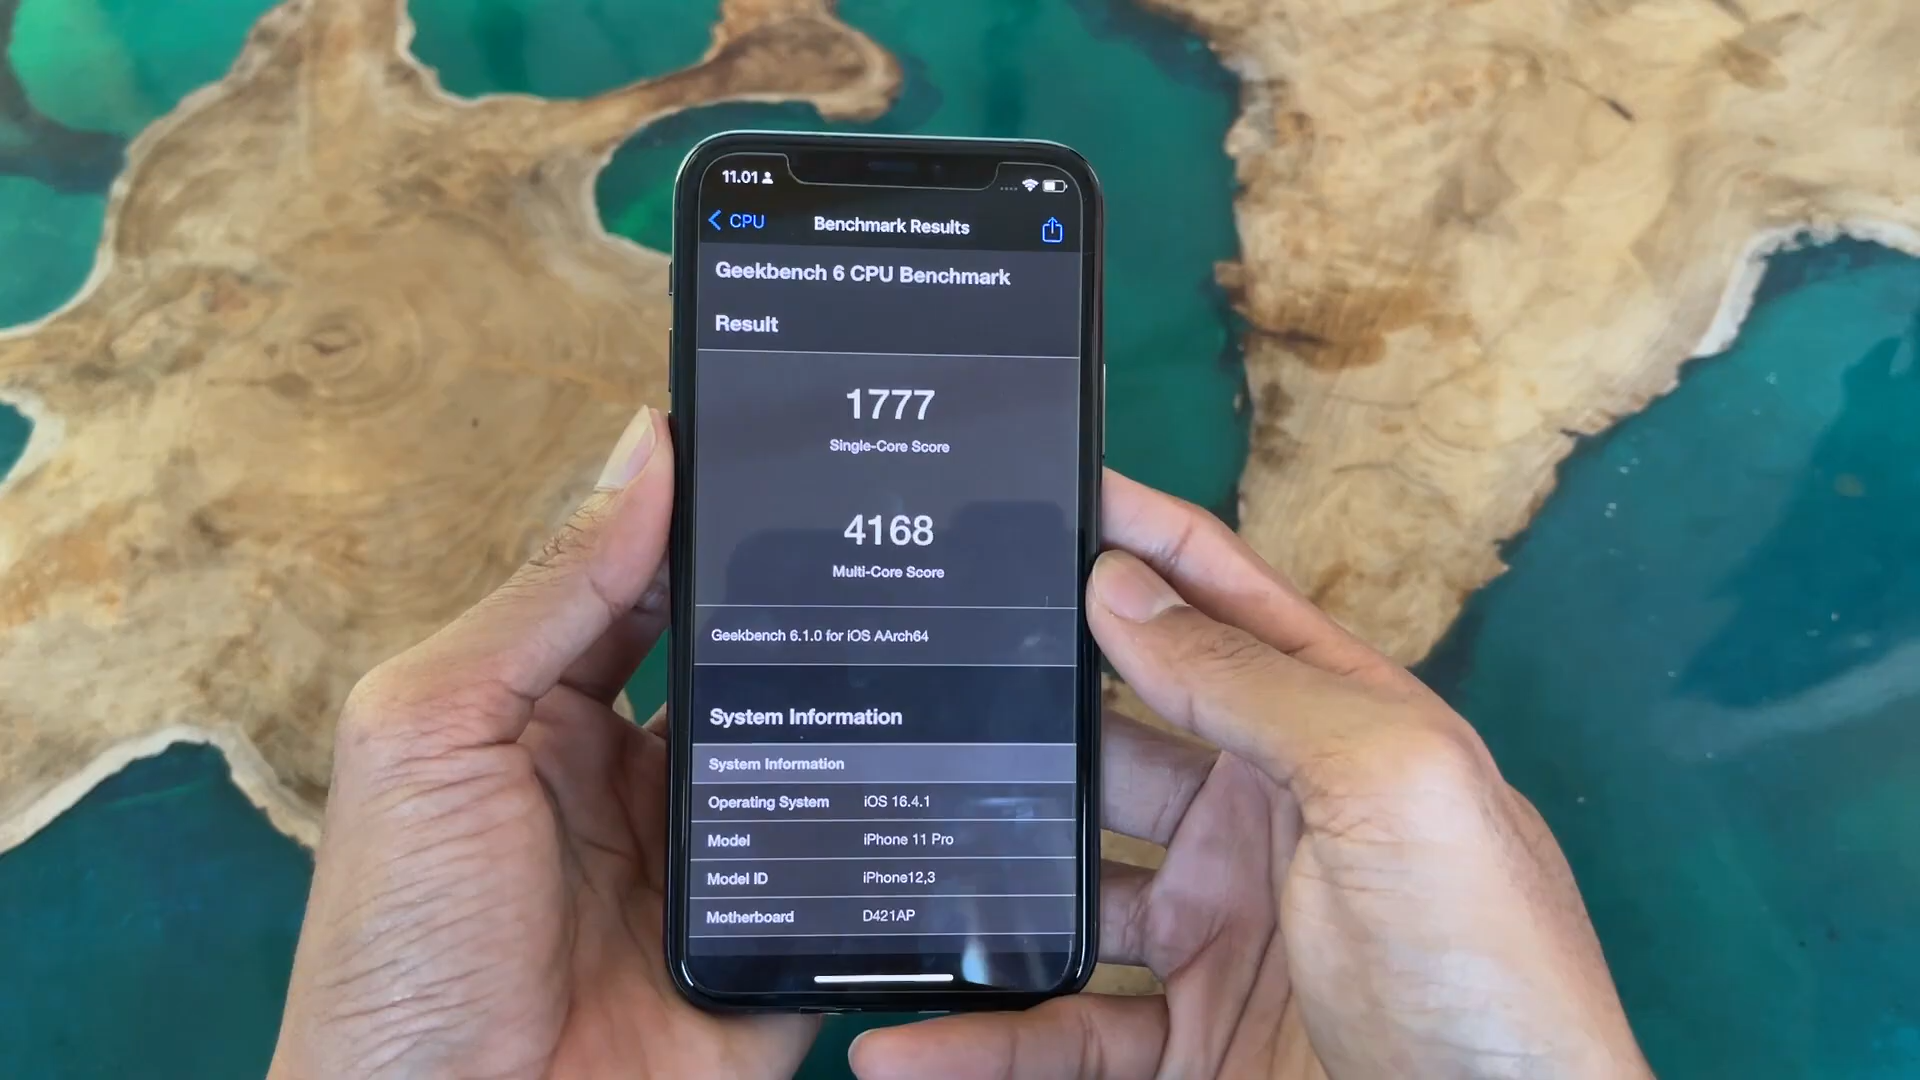 11.01
CPU
Benchmark Results
Geekbench 6 CPU Benchmark
Result
1777
Single-Core Score
4168
Multi-Core Score
Geekbench 6.1.0 for iOS AArch64
System Information
System Information
Operating System iOS 16.4.1
Model iPhone 11 Pro
Model ID iPhone12,3
Motherboard D421AP